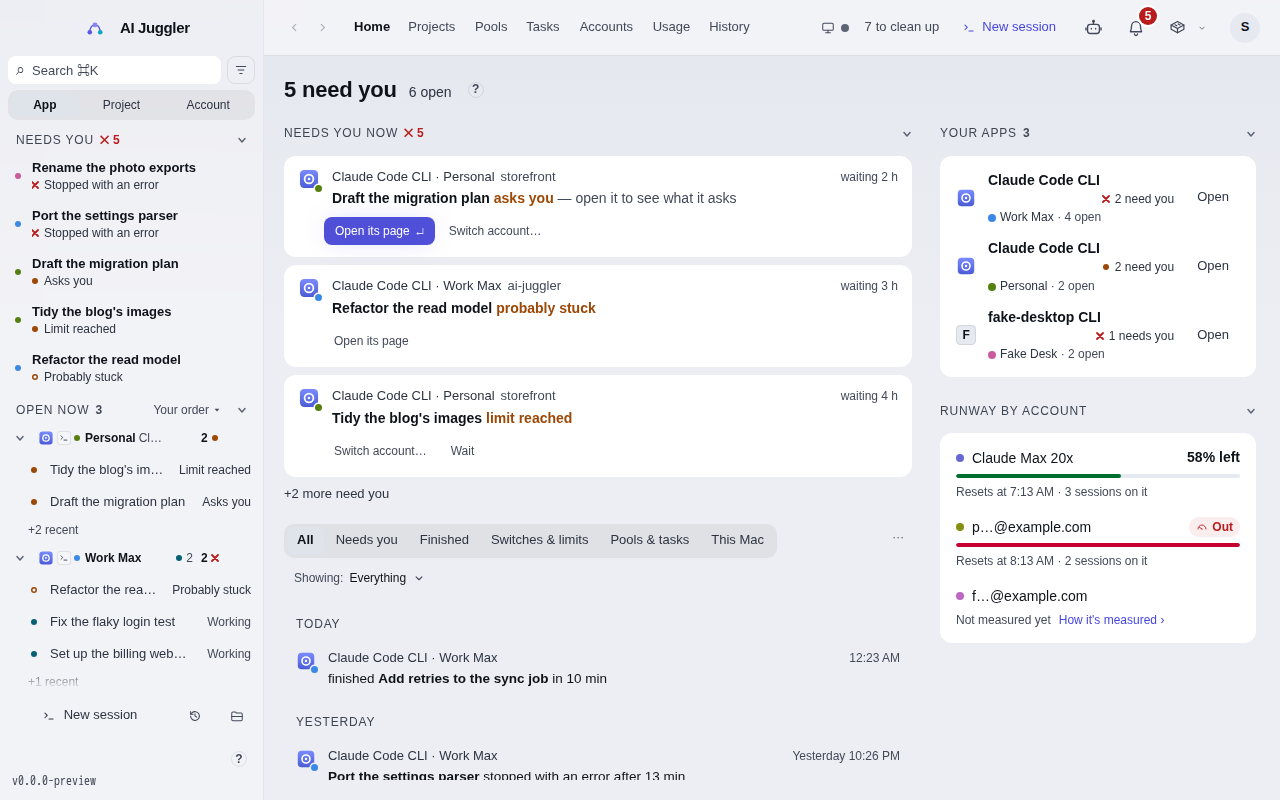 AI Juggler
Search ⌘K
App Project Account
NEEDS YOU 5
Rename the photo exports
Stopped with an error
Port the settings parser
Stopped with an error
Draft the migration plan
Asks you
Tidy the blog's images
Limit reached
Refactor the read model
Probably stuck
OPEN NOW 3 Your order
Personal Cl… 2
Tidy the blog's im… Limit reached
Draft the migration plan Asks you
+2 recent
Work Max 2 2
Refactor the rea… Probably stuck
Fix the flaky login test Working
Set up the billing web… Working
+1 recent
New session
?
v0.0.0-preview
Home Projects Pools Tasks Accounts Usage History
7 to clean up New session 5 S
5 need you 6 open ?
NEEDS YOU NOW 5
Claude Code CLI · Personal storefront waiting 2 h
Draft the migration plan asks you — open it to see what it asks
Open its page Switch account…
Claude Code CLI · Work Max ai-juggler waiting 3 h
Refactor the read model probably stuck
Open its page
Claude Code CLI · Personal storefront waiting 4 h
Tidy the blog's images limit reached
Switch account… Wait
+2 more need you
All Needs you Finished Switches & limits Pools & tasks This Mac …
Showing: Everything
TODAY
Claude Code CLI · Work Max 12:23 AM
finished Add retries to the sync job in 10 min
YESTERDAY
Claude Code CLI · Work Max Yesterday 10:26 PM
Port the settings parser stopped with an error after 13 min
YOUR APPS 3
Claude Code CLI
2 need you Open
Work Max · 4 open
Claude Code CLI
2 need you Open
Personal · 2 open
F fake-desktop CLI
1 needs you Open
Fake Desk · 2 open
RUNWAY BY ACCOUNT
Claude Max 20x 58% left
Resets at 7:13 AM · 3 sessions on it
p…@example.com Out
Resets at 8:13 AM · 2 sessions on it
f…@example.com
Not measured yet How it's measured ›